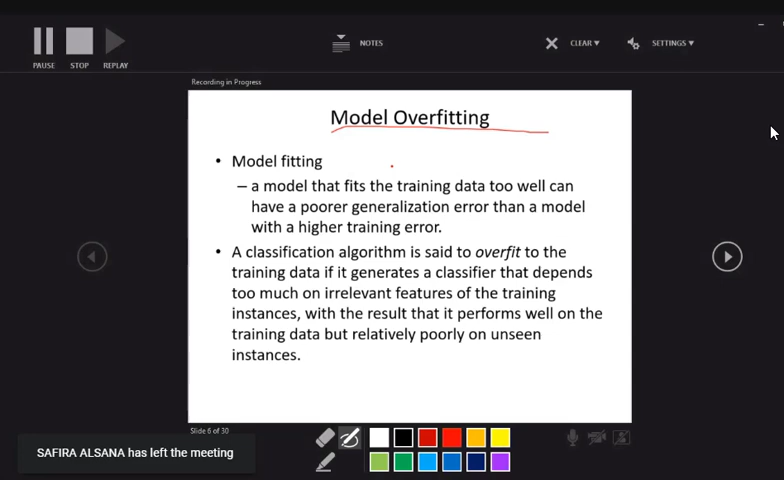 NOTES
CLEAR ▾
SETTINGS ▾
PAUSE
STOP
REPLAY
Recording in Progress
Model Overfitting
• Model fitting
– a model that fits the training data too well can
have a poorer generalization error than a model
with a higher training error.
• A classification algorithm is said to overfit to the
training data if it generates a classifier that depends
too much on irrelevant features of the training
instances, with the result that it performs well on the
training data but relatively poorly on unseen
instances.
Slide 6 of 30
SAFIRA ALSANA has left the meeting